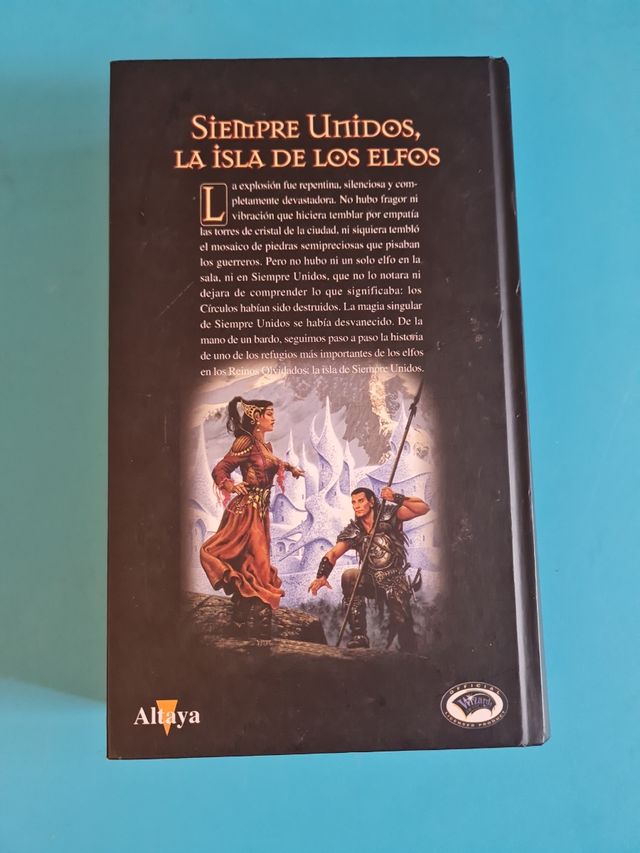 SIEMPRE UNIDOS,
LA ISLA DE LOS ELFOS
La explosión fue repentina, silenciosa y com-
pletamente devastadora. No hubo fragor ni
vibración que hiciera temblar por empatía
las torres de cristal de la ciudad, ni siquiera tembló
el mosaico de piedras semipreciosas que pisaban
los guerreros. Pero no hubo ni un solo elfo en la
sala, ni en Siempre Unidos, que no lo notara ni
dejara de comprender lo que significaba: los
Círculos habían sido destruidos. La magia singular
de Siempre Unidos se había desvanecido. De la
mano de un bardo, seguimos paso a paso la historia
de uno de los refugios más importantes de los elfos
en los Reinos Olvidados: la isla de Siempre Unidos.
Altaya
OFFICIAL
Wizards
LICENSED PRODUCT